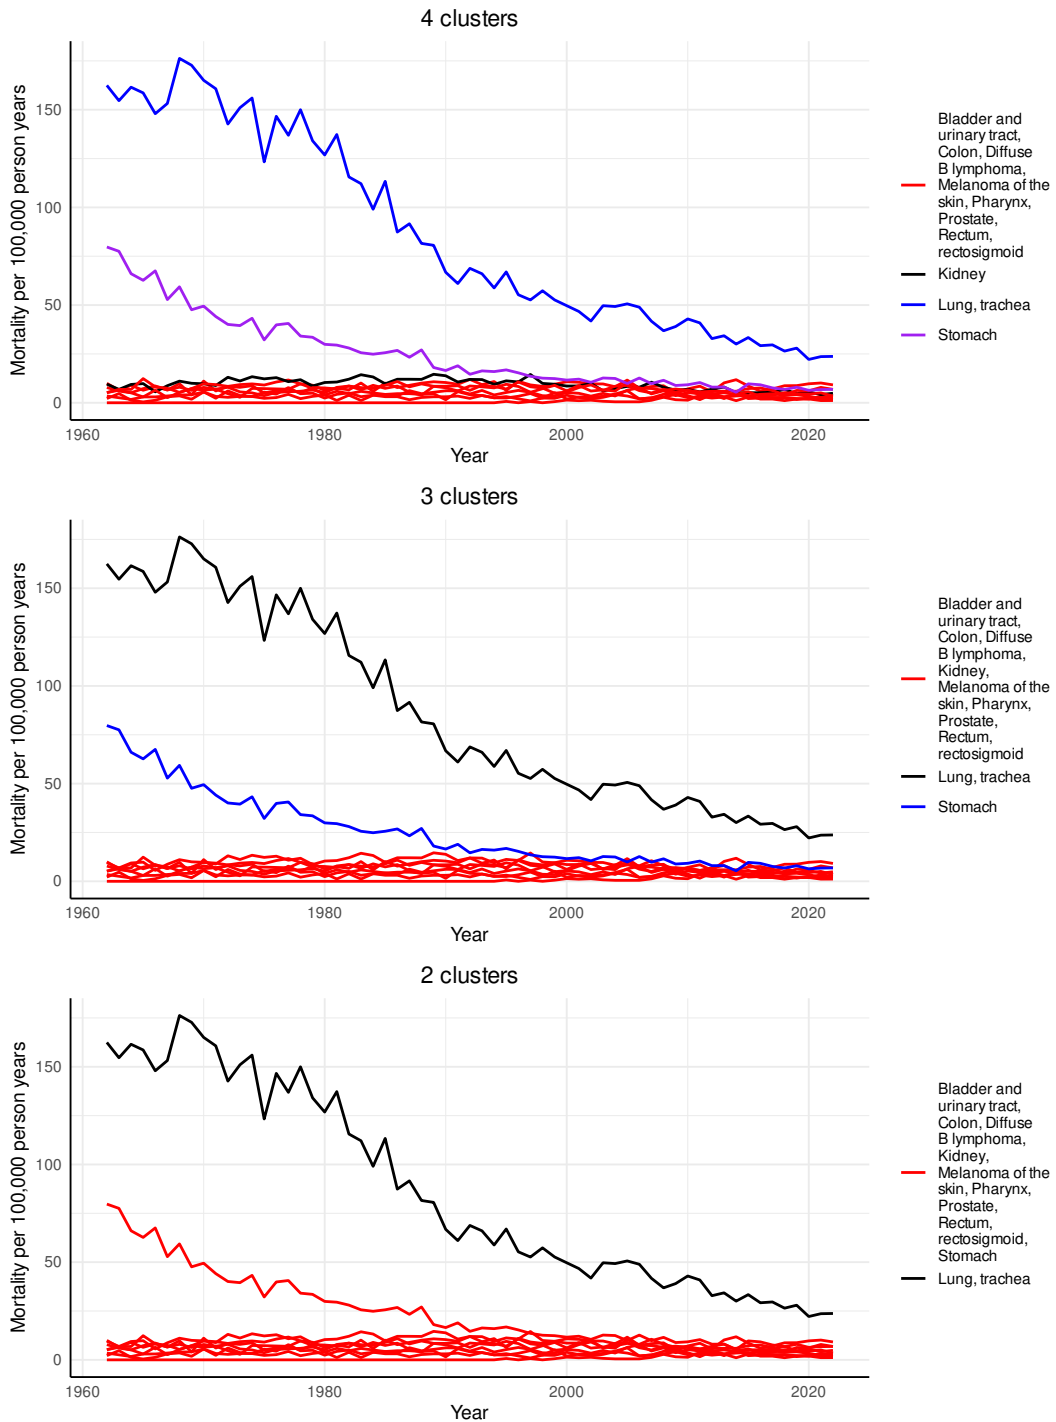 4 clusters
Mortality per 100,000 person years
150
100
50
0
1960
1980
2000
2020
Year
Bladder and
urinary tract,
Colon, Diffuse
B lymphoma,
Melanoma of the
skin, Pharynx,
Prostate,
Rectum,
rectosigmoid
Kidney
Lung, trachea
Stomach
3 clusters
Mortality per 100,000 person years
150
100
50
0
1960
1980
2000
2020
Year
Bladder and
urinary tract,
Colon, Diffuse
B lymphoma,
Kidney,
Melanoma of the
skin, Pharynx,
Prostate,
Rectum,
rectosigmoid
Lung, trachea
Stomach
2 clusters
Mortality per 100,000 person years
150
100
50
0
1960
1980
2000
2020
Year
Bladder and
urinary tract,
Colon, Diffuse
B lymphoma,
Kidney,
Melanoma of the
skin, Pharynx,
Prostate,
Rectum,
rectosigmoid,
Stomach
Lung, trachea